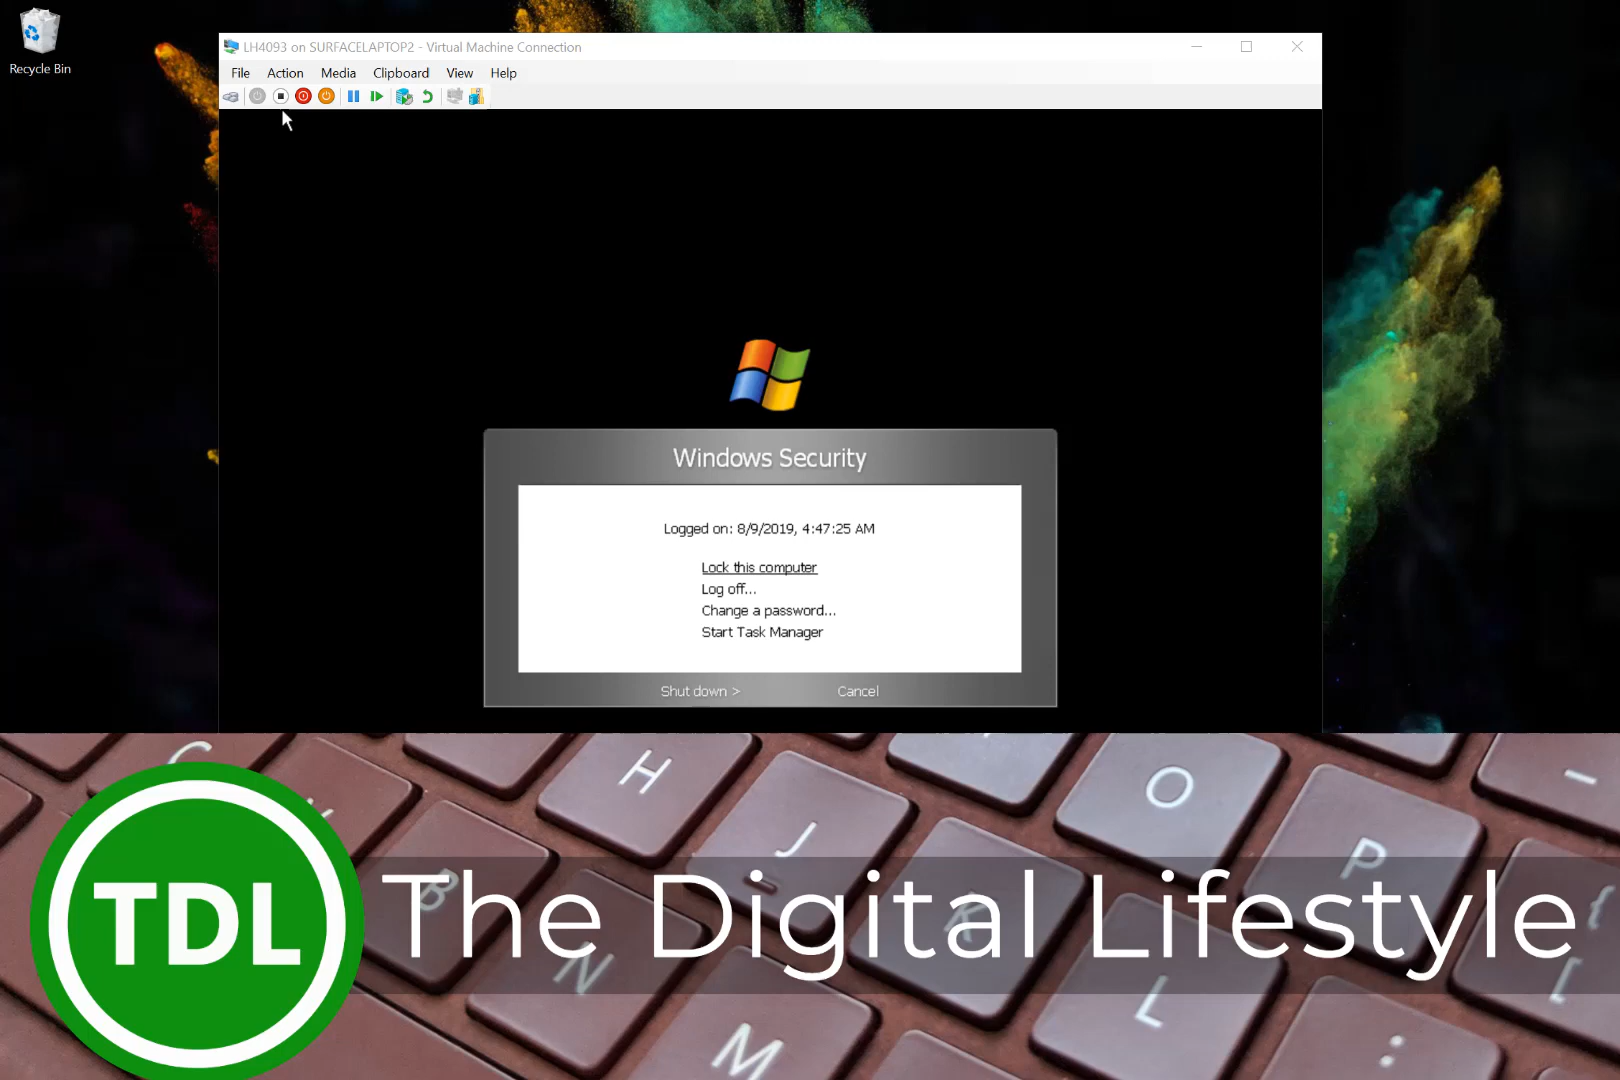 Recycle Bin
LH4093 on SURFACELAPTOP2 - Virtual Machine Connection
File Action Media Clipboard View Help
Windows Security
Logged on: 8/9/2019, 4:47:25 AM
Lock this computer
Log off...
Change a password...
Start Task Manager
Shut down >
Cancel
H
O
-
J
P
B
K
{
[
N
L
M
:
TDL
The Digital Lifestyle